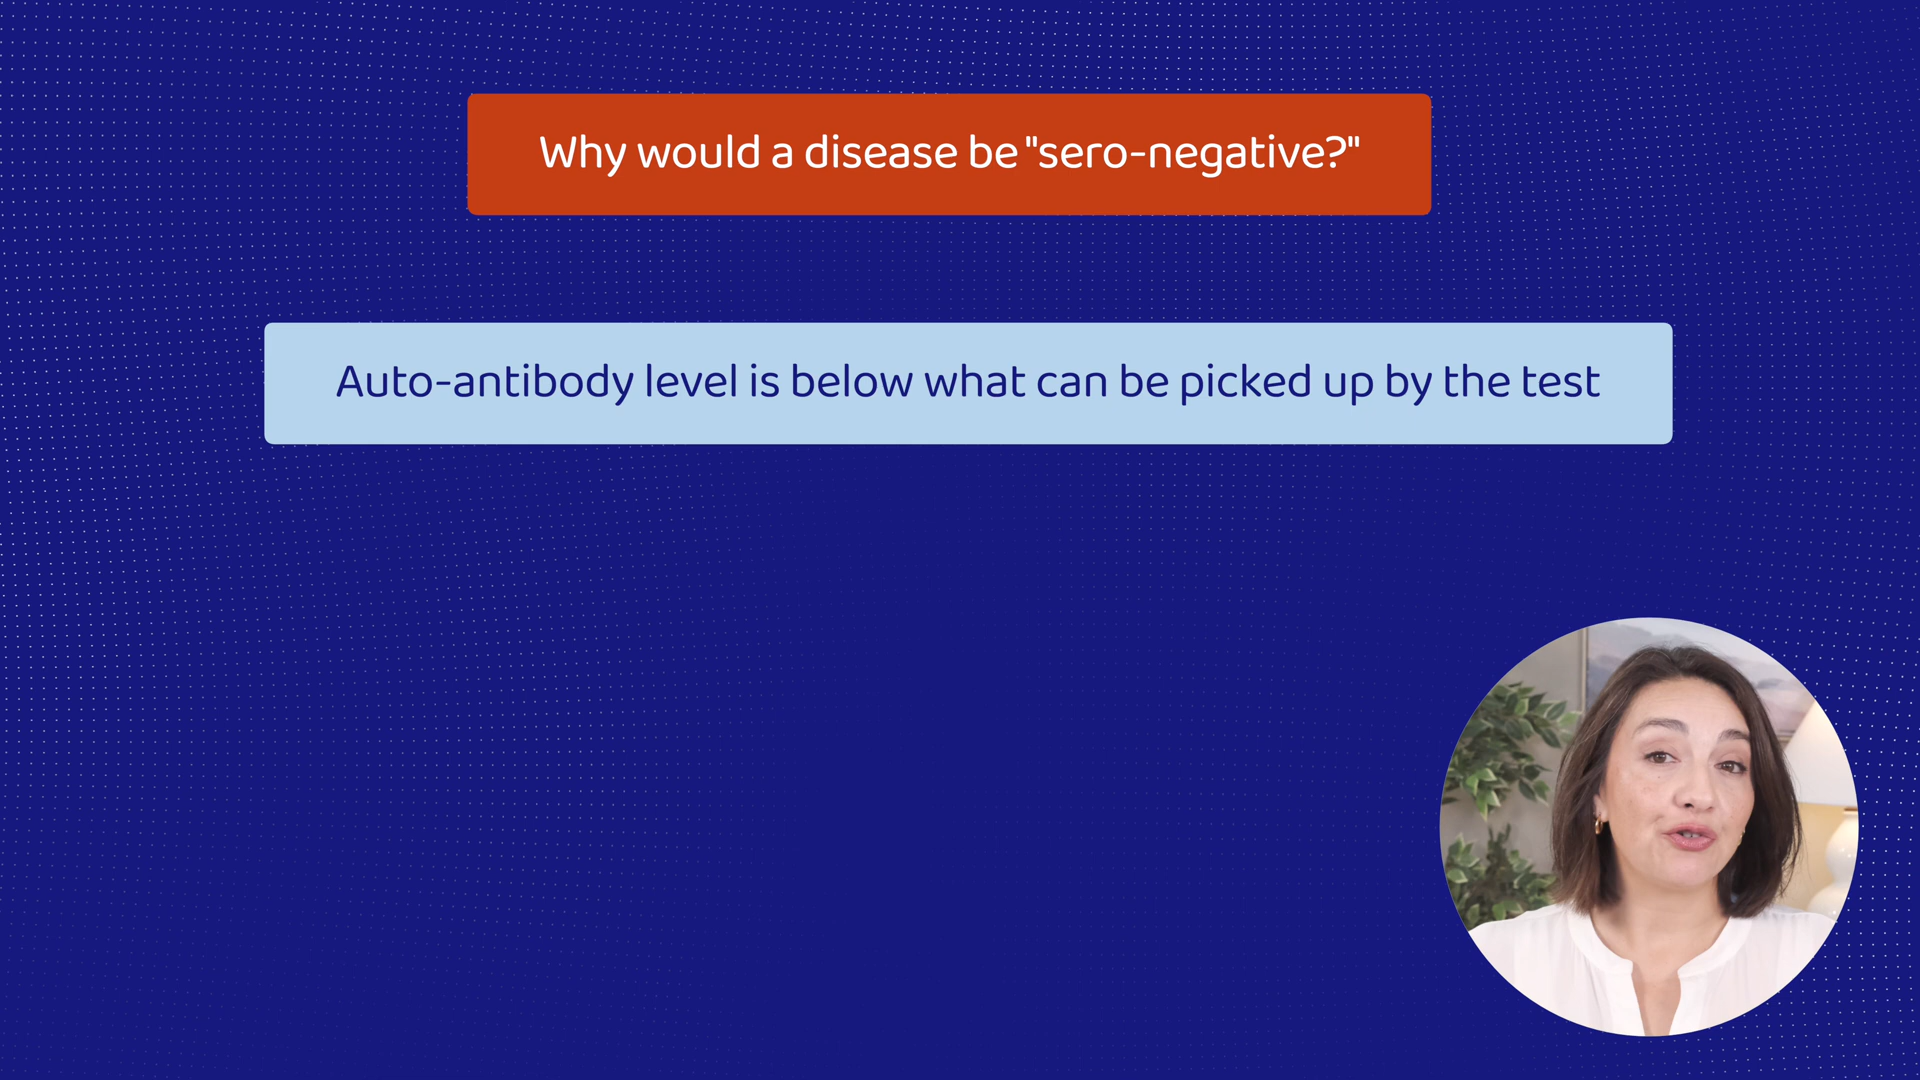 Why would a disease be "sero-negative?"
Auto-antibody level is below what can be picked up by the test